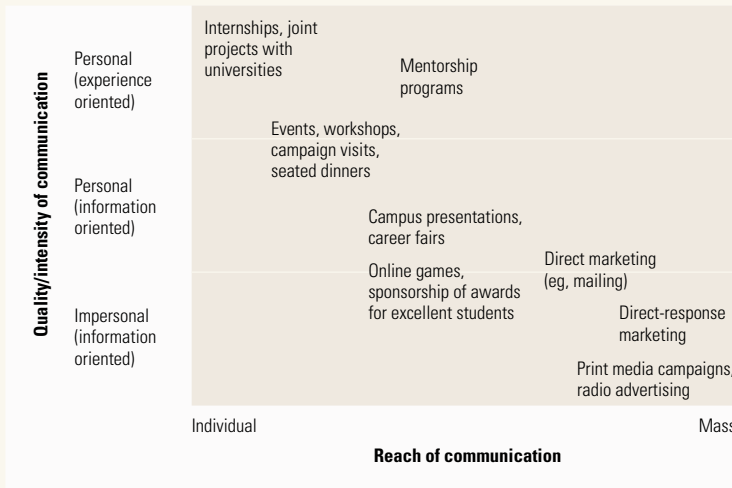 Quality/intensity of communication
Personal
(experience
oriented)
Internships, joint
projects with
universities
Mentorship
programs
Events, workshops,
campaign visits,
seated dinners
Personal
(information
oriented)
Campus presentations,
career fairs
Direct marketing
(eg, mailing)
Online games,
sponsorship of awards
for excellent students
Impersonal
(information
oriented)
Direct-response
marketing
Print media campaigns,
radio advertising
Individual
Mass
Reach of communication